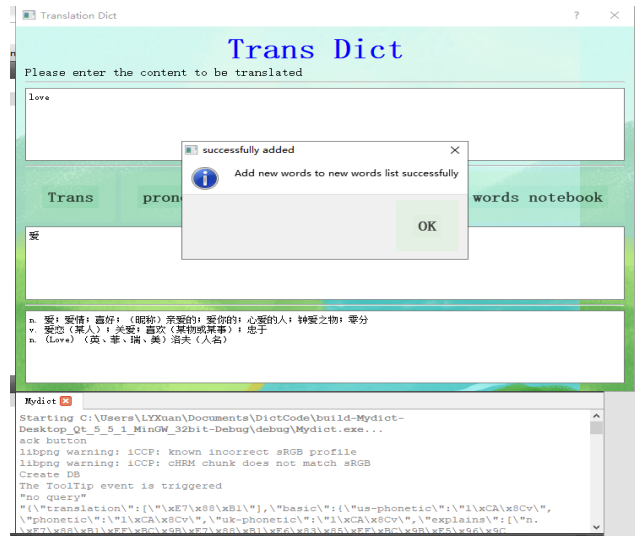 Translation Dict
Trans Dict
Please enter the content to be translated
love
successfully added
Add new words to new words list successfully
OK
Trans
words notebook
爱
n. 爱；爱情；喜好；（昵称）亲爱的；爱你的；心爱的人；钟爱之物；零分
v. 爱恋（某人）；关爱；喜欢（某物或某事）；忠于
n. (Love)（英、菲、瑞、美）洛夫（人名）
Mydict
Starting C:\Users\LYXuan\Documents\DictCode\build-Mydict-
Desktop_Qt_5_5_1_MinGW_32bit-Debug\debug\Mydict.exe...
ack button
libpng warning: iCCP: known incorrect sRGB profile
libpng warning: iCCP: cHRM chunk does not match sRGB
Create DB
The ToolTip event is triggered
"no query"
"{\"translation\":[\"\xE7\x88\xB1\"],\"basic\":{\"us-phonetic\":\"l\xCA\x8Cv\",
\"phonetic\":\"l\xCA\x8Cv\",\"uk-phonetic\":\"l\xCA\x8Cv\",\"explains\":[\"n.